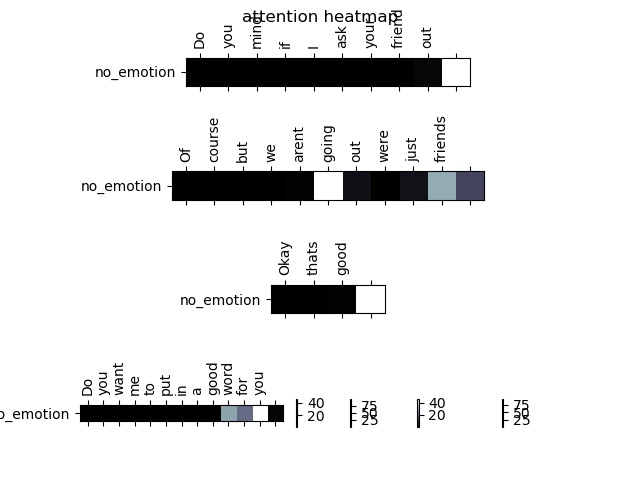 attention heatmap
Do you mind if I ask your friend out
no_emotion
Of course but we arent going out were just friends
no_emotion
Okay thats good
no_emotion
Do you want me to put in a good word for you
no_emotion
40 75 40 75
20 50 20 50
25 25